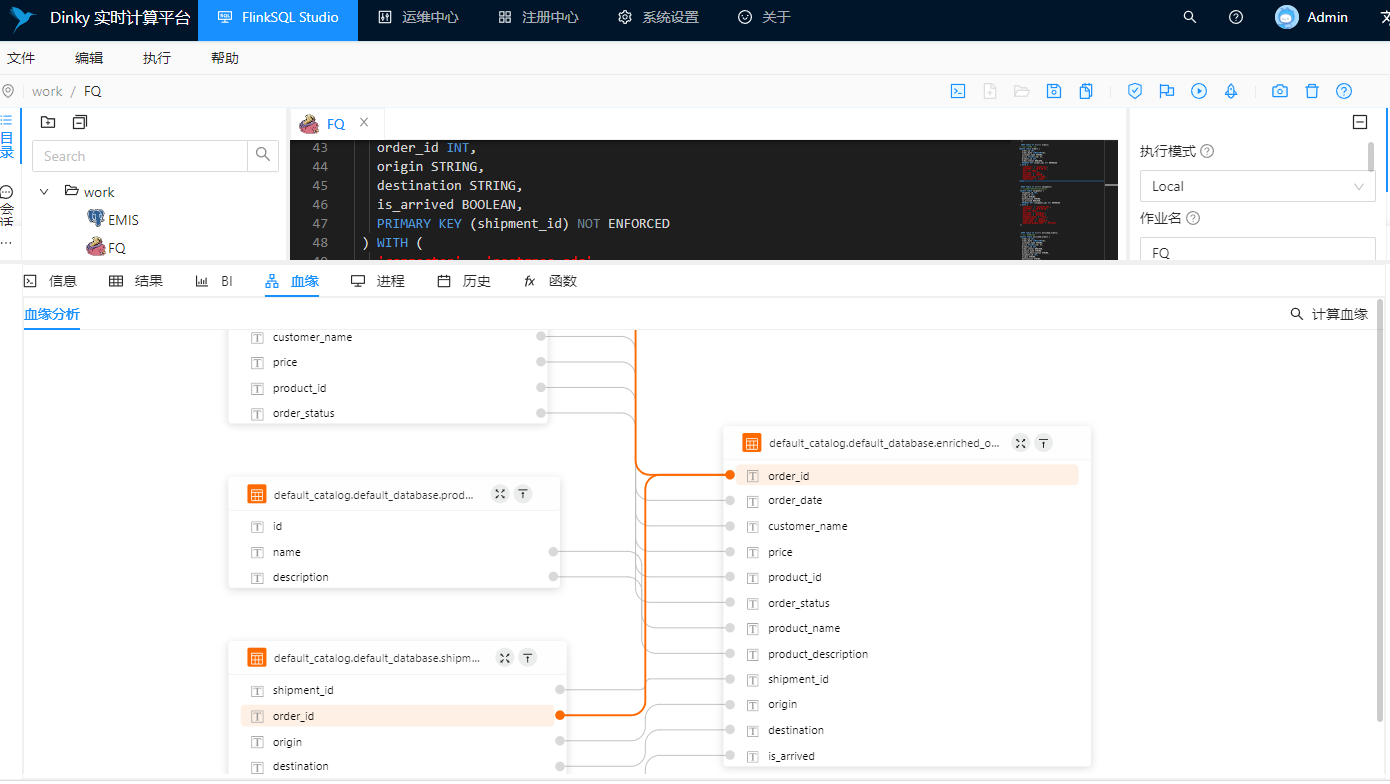 Dinky 实时计算平台
FlinkSQL Studio
运维中心
注册中心
系统设置
关于
Admin
文
文件
编辑
执行
帮助
work / FQ
目录
会话
Search
work
EMIS
FQ
FQ
43 order_id INT,
44 origin STRING,
45 destination STRING,
46 is_arrived BOOLEAN,
47 PRIMARY KEY (shipment_id) NOT ENFORCED
48 ) WITH (
执行模式
Local
作业名
FQ
信息
结果
BI
血缘
进程
历史
fx 函数
血缘分析
计算血缘
customer_name
price
product_id
order_status
default_catalog.default_database.prod...
id
name
description
default_catalog.default_database.shipm...
shipment_id
order_id
origin
destination
default_catalog.default_database.enriched_o...
order_id
order_date
customer_name
price
product_id
order_status
product_name
product_description
shipment_id
origin
destination
is_arrived